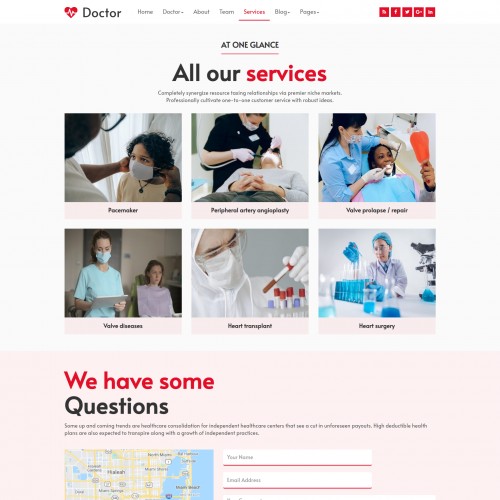 Doctor
Home Doctor About Team Services Blog Pages
AT ONE GLANCE
All our services
Completely synergize resource taxing relationships via premier niche markets.
Professionally cultivate one-to-one customer service with robust ideas.
Pacemaker
Peripheral artery angioplasty
Valve prolapse / repair
Valve diseases
Heart transplant
Heart surgery
We have some
Questions
Some up and coming trends are healthcare consolidation for independent healthcare centers that see a cut in unforeseen payouts. High deductible health
plans are also expected to transpire along with a growth of independent practices.
Your Name
Email Address
North Miami
Hialeah
Miami Beach